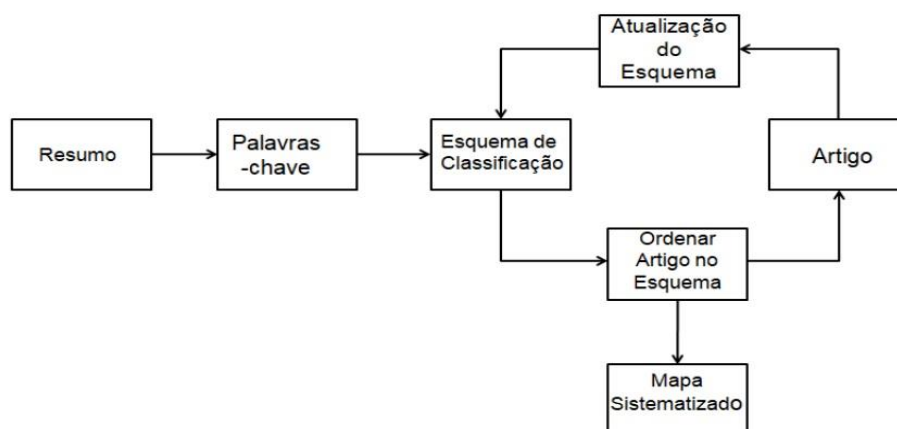 Atualização
do
Esquema
Resumo
Palavras
-chave
Esquema de
Classificação
Artigo
Ordenar
Artigo no
Esquema
Mapa
Sistematizado